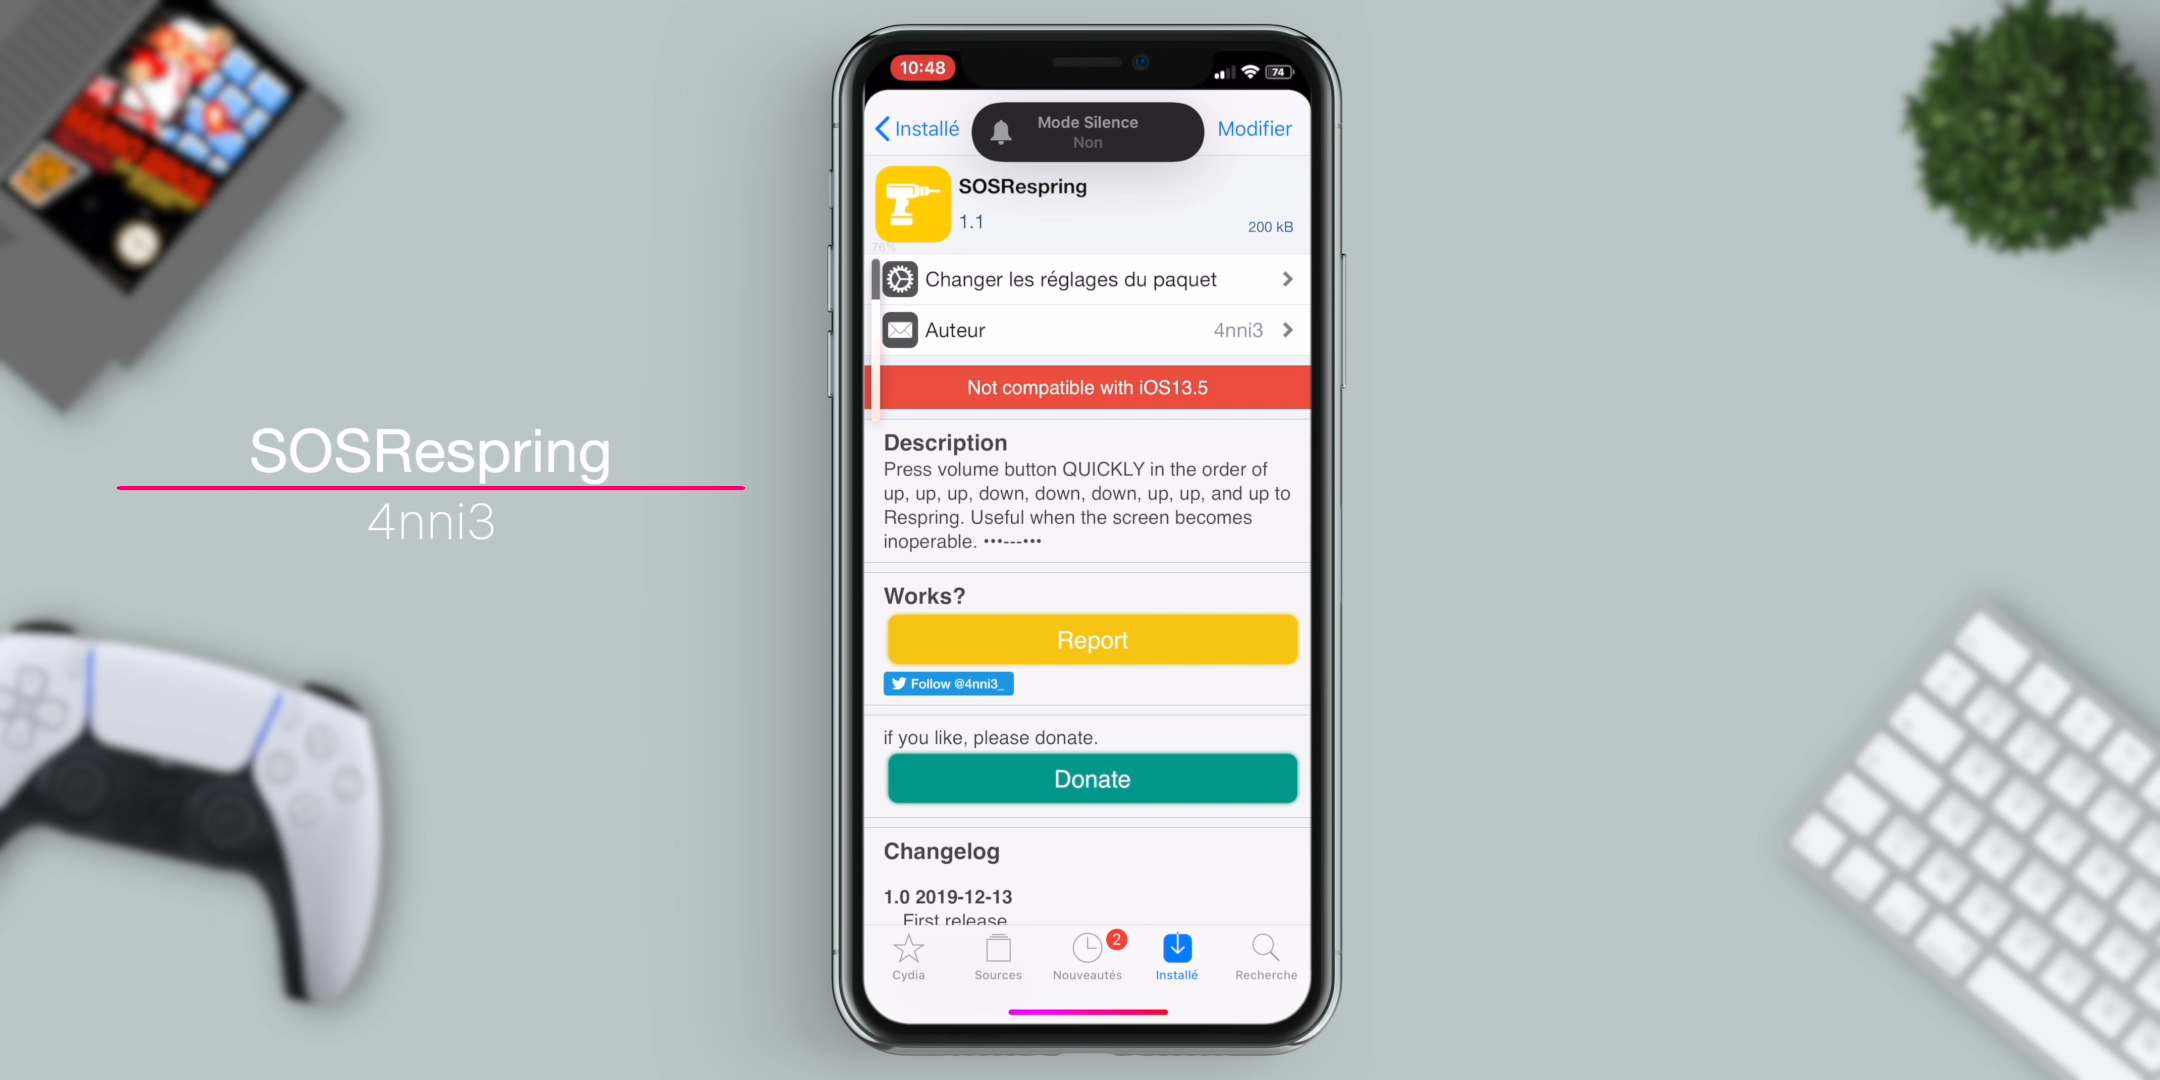 SOSRespring
4nni3
10:48
74
Installé
Mode Silence
Non
Modifier
SOSRespring
1.1
200 kB
76%
Changer les réglages du paquet
Auteur
4nni3
Not compatible with iOS13.5
Description
Press volume button QUICKLY in the order of
up, up, up, down, down, down, up, up, and up to
Respring. Useful when the screen becomes
inoperable. •••---•••
Works?
Report
Follow @4nni3_
if you like, please donate.
Donate
Changelog
1.0 2019-12-13
First release
2
Cydia
Sources
Nouveautés
Installé
Recherche